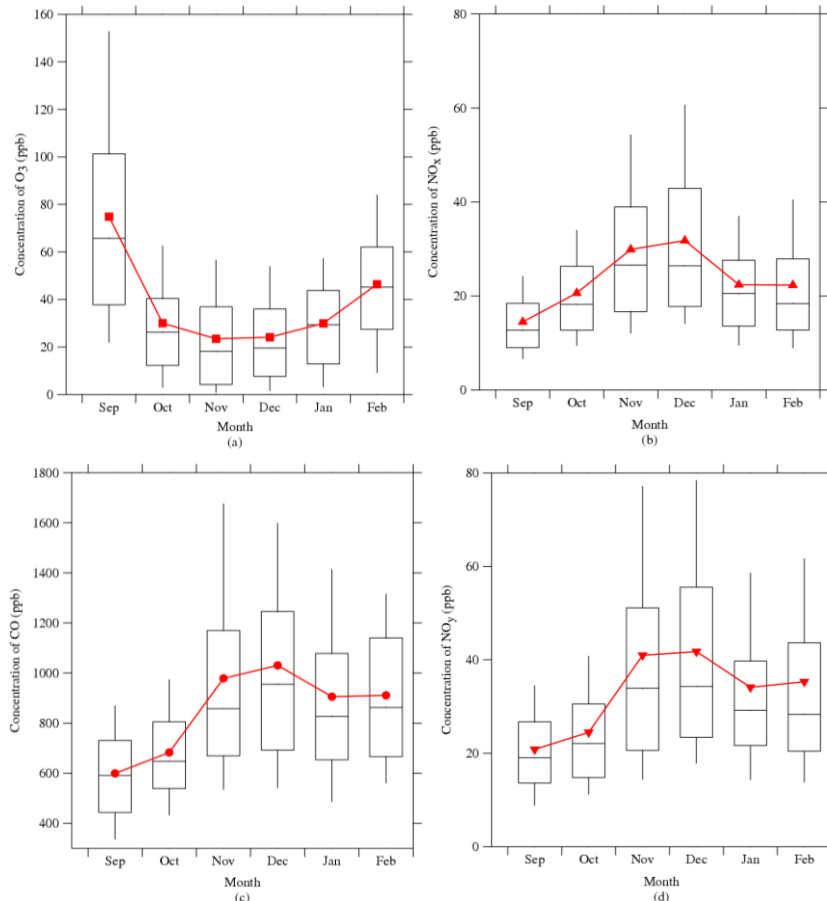 160
140
120
100
80
60
40
20
0
Concentration of O3 (ppb)
Sep Oct Nov Dec Jan Feb
Month
(a)
80
60
40
20
0
Concentration of NOX (ppb)
Sep Oct Nov Dec Jan Feb
Month
(b)
1800
1600
1400
1200
1000
800
600
400
Concentration of CO (ppb)
Sep Oct Nov Dec Jan Feb
Month
(c)
80
60
40
20
0
Concentration of NOy (ppb)
Sep Oct Nov Dec Jan Feb
Month
(d)